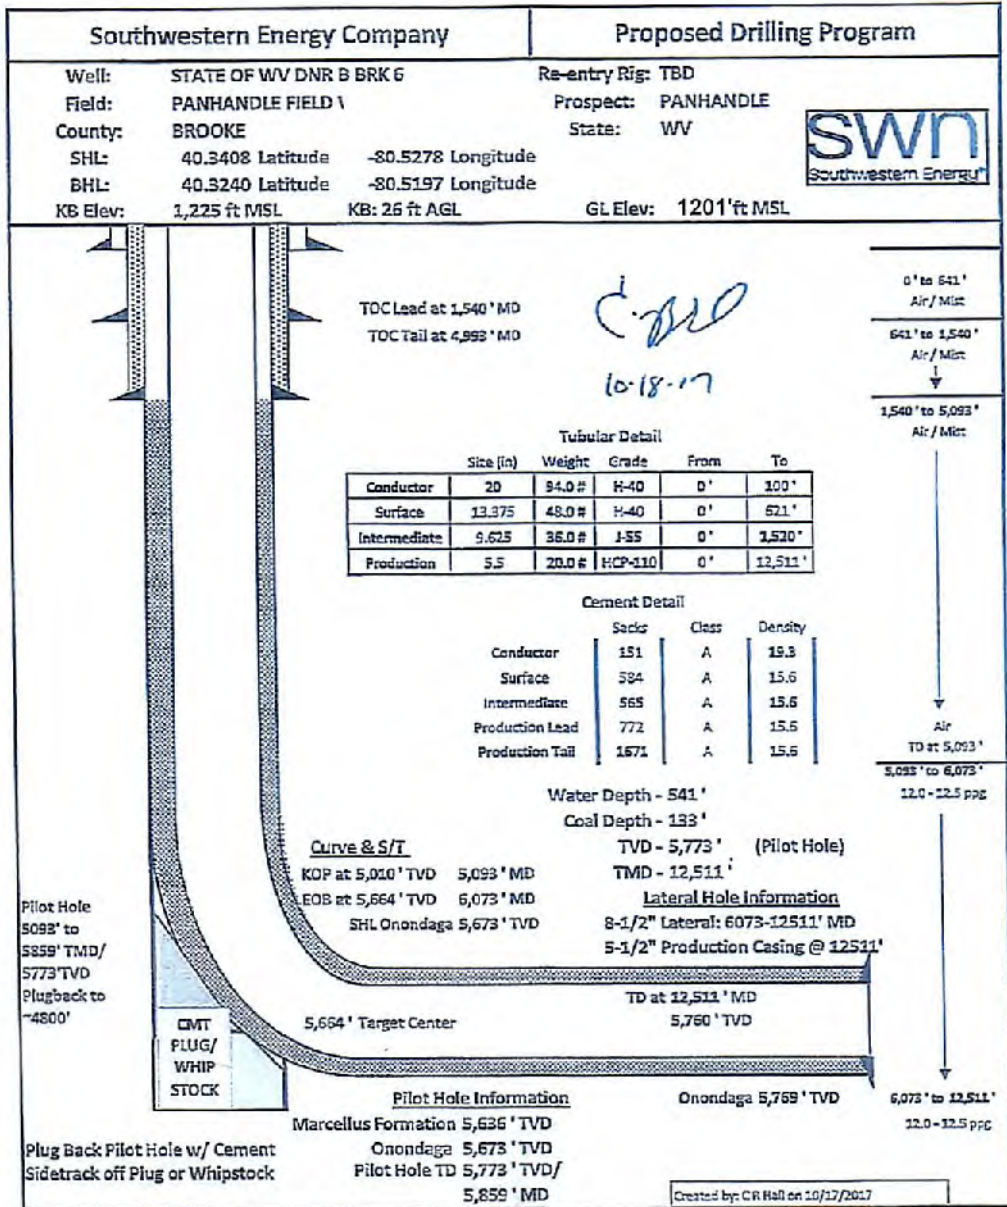 Southwestern Energy Company Proposed Drilling Program
Well: STATE OF WV DNR B BRK 6 Re-entry Rig: TBD
Field: PANHANDLE FIELD \ Prospect: PANHANDLE
County: BROOKE State: WV
SHL: 40.3408 Latitude -80.5278 Longitude
BHL: 40.3240 Latitude -80.5197 Longitude
KB Elev: 1,225 ft MSL KB: 26 ft AGL GL Elev: 1201'ft MSL
SWN
Southwestern Energy®
TOC Lead at 1,540 ' MD
TOC Tail at 4,993 ' MD
10-18-17
0 ' to 641 '
Air / Mist
641 ' to 1,540 '
Air / Mist
1,540 ' to 5,093 '
Air / Mist
Tubular Detail
Size (in) Weight Grade From To
Conductor 20 94.0 # H-40 0 ' 100 '
Surface 13.375 48.0 # H-40 0 ' 621 '
Intermediate 9.625 36.0 # J-55 0 ' 1,520 '
Production 5.5 20.0 # HCP-110 0 ' 12,511 '
Cement Detail
Sacks Class Density
Conductor 151 A 19.3
Surface 584 A 15.6
Intermediate 565 A 15.6
Production Lead 772 A 15.6
Production Tail 1671 A 15.6
Air
TD at 5,093 '
5,093 ' to 6,073 '
12.0 - 12.5 ppg
Water Depth - 541 '
Coal Depth - 133 '
TVD - 5,773 ' (Pilot Hole)
TMD - 12,511 '
Curve & S/T
KOP at 5,010 ' TVD 5,093 ' MD
LEOB at 5,664 ' TVD 6,073 ' MD
SHL Onondaga 5,673 ' TVD
Lateral Hole Information
8-1/2" Lateral: 6073-12511' MD
5-1/2" Production Casing @ 12511'
Pilot Hole
5093' to
5859' TMD/
5773'TVD
Plugback to
~4800'
CMT
PLUG/
WHIP
STOCK
5,664 ' Target Center
TD at 12,511 ' MD
5,760 ' TVD
Pilot Hole Information
Marcellus Formation 5,636 ' TVD
Onondaga 5,673 ' TVD
Pilot Hole TD 5,773 ' TVD/
5,859 ' MD
Onondaga 5,769 ' TVD
6,073 ' to 12,511 '
12.0 - 12.5 ppg
Plug Back Pilot Hole w/ Cement
Sidetrack off Plug or Whipstock
Created by: CR Hall on 10/17/2017